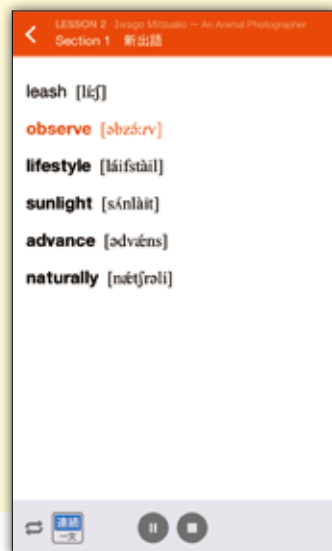 LESSON 2 Iwago Mitsuaki — An Animal Photographer
Section 1 新出語
leash [líːʃ]
observe [əbzə́ːrv]
lifestyle [láifstàil]
sunlight [sʌ́nlàit]
advance [ədvǽns]
naturally [nǽtʃrəli]
連続
一文